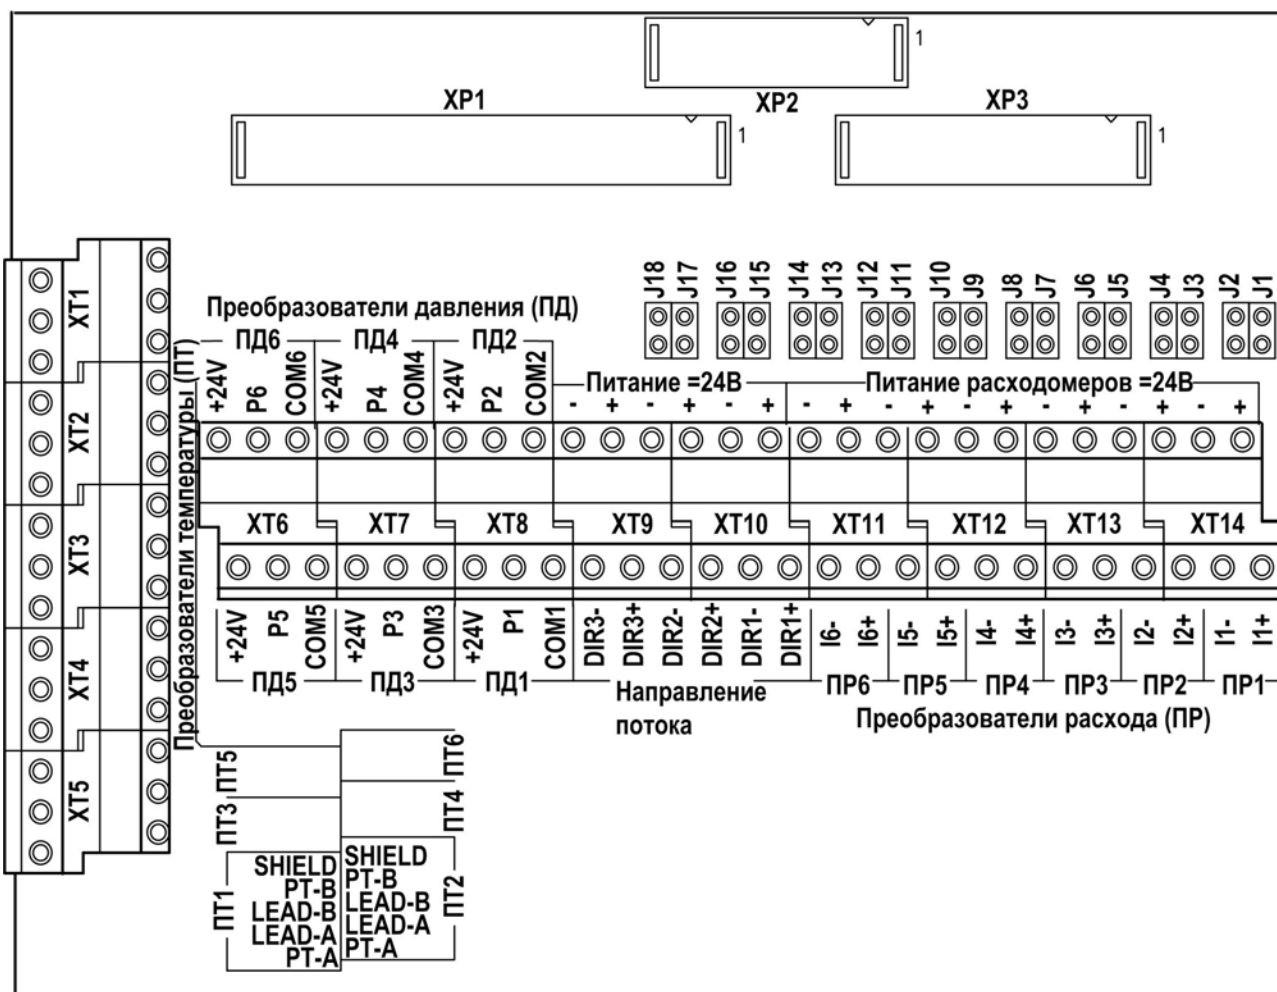 1
XP1
XP2
XP3
1
1
J18
J17
J16
J15
J14
J13
J12
J11
J10
J9
J8
J7
J6
J5
J4
J3
J2
J1
Преобразователи давления (ПД)
ПД6
ПД4
ПД2
+24V
P6
COM6
+24V
P4
COM4
+24V
P2
COM2
Питание =24В
Питание расходомеров =24В
- + - + - +
- + - + - + - + - + - +
XT1
XT2
XT3
XT4
XT5
Преобразователи температуры (ПТ)
XT6
XT7
XT8
XT9
XT10
XT11
XT12
XT13
XT14
+24V
P5
COM5
+24V
P3
COM3
+24V
P1
COM1
DIR3-
DIR3+
DIR2-
DIR2+
DIR1-
DIR1+
I6-
I6+
I5-
I5+
I4-
I4+
I3-
I3+
I2-
I2+
I1-
I1+
ПД5
ПД3
ПД1
Направление
потока
ПР6
ПР5
ПР4
ПР3
ПР2
ПР1
Преобразователи расхода (ПР)
ПТ5
ПТ6
ПТ3
ПТ4
ПТ1
SHIELD
PT-B
LEAD-B
LEAD-A
PT-A
SHIELD
PT-B
LEAD-B
LEAD-A
PT-A
ПТ2